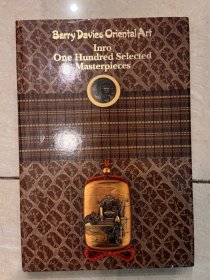 Barry Davies Oriental Art
Inro
One Hundred Selected
Masterpieces